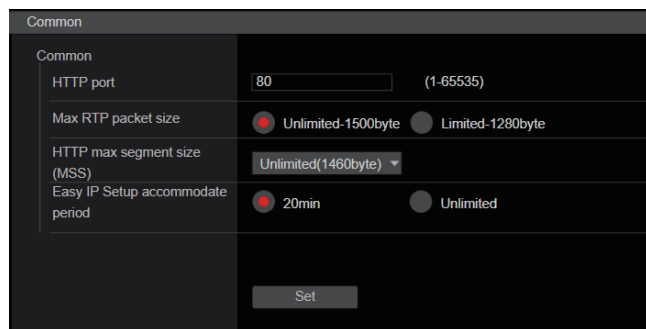 Common
Common
HTTP port 80 (1-65535)
Max RTP packet size Unlimited-1500byte Limited-1280byte
HTTP max segment size
(MSS)
Unlimited(1460byte)
Easy IP Setup accommodate
period
20min Unlimited
Set